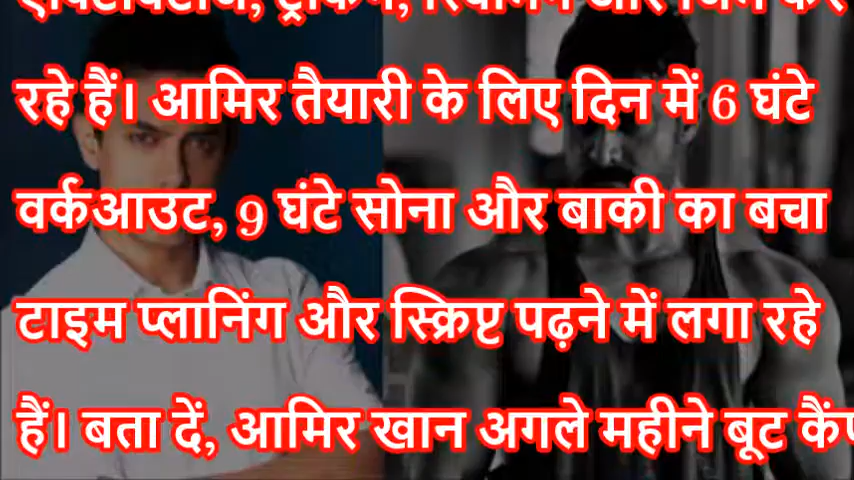 रहे हैं। आमिर तैयारी के लिए दिन में 6 घंटे
वर्कआउट, 9 घंटे सोना और बाकी का बचा
टाइम प्लानिंग और स्क्रिप्ट पढ़ने में लगा रहे
हैं। बता दें, आमिर खान अगले महीने बूट